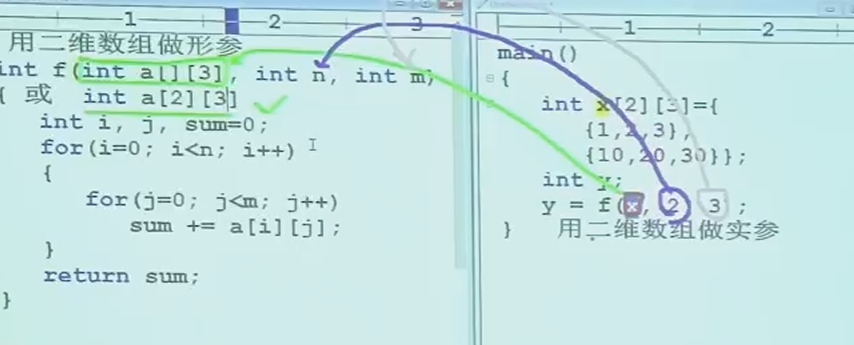 1 2 3
用二维数组做形参
int f(int a[][3], int n, int m)
{ 或 int a[2][3]
int i, j, sum=0;
for(i=0; i<n; i++)
{
for(j=0; j<m; j++)
sum += a[i][j];
}
return sum;
}
1 2
main()
{
int x[2][3]={
{1,2,3},
{10,20,30}};
int y;
y = f(x, 2 3 ;
} 用二维数组做实参